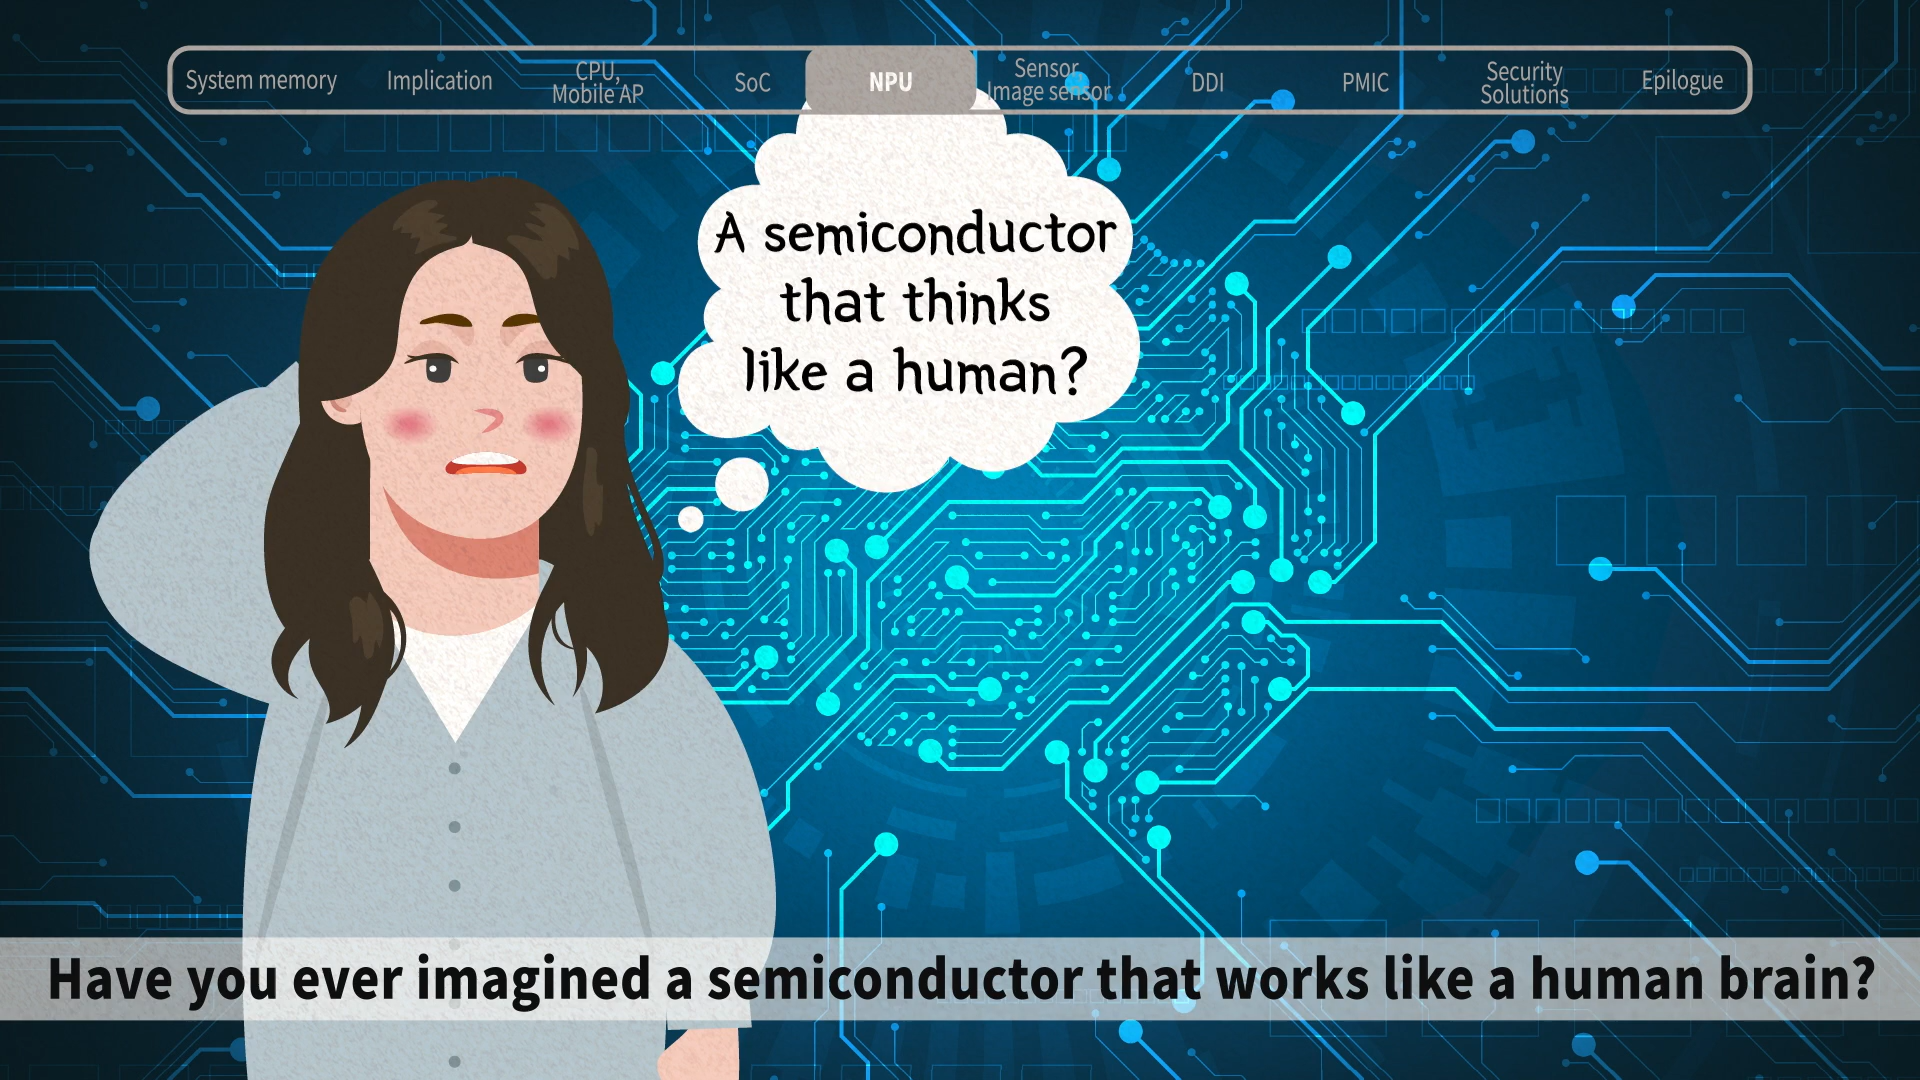 System memory
Implication
CPU,
Mobile AP
SoC
NPU
Sensor,
Image sensor
DDI
PMIC
Security
Solutions
Epilogue
A semiconductor
that thinks
like a human?
Have you ever imagined a semiconductor that works like a human brain?